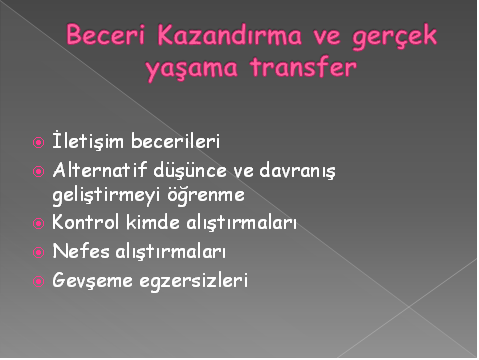 Beceri Kazandırma ve gerçek
yaşama transfer
İletişim becerileri
Alternatif düşünce ve davranış
geliştirmeyi öğrenme
Kontrol kimde alıştırmaları
Nefes alıştırmaları
Gevşeme egzersizleri